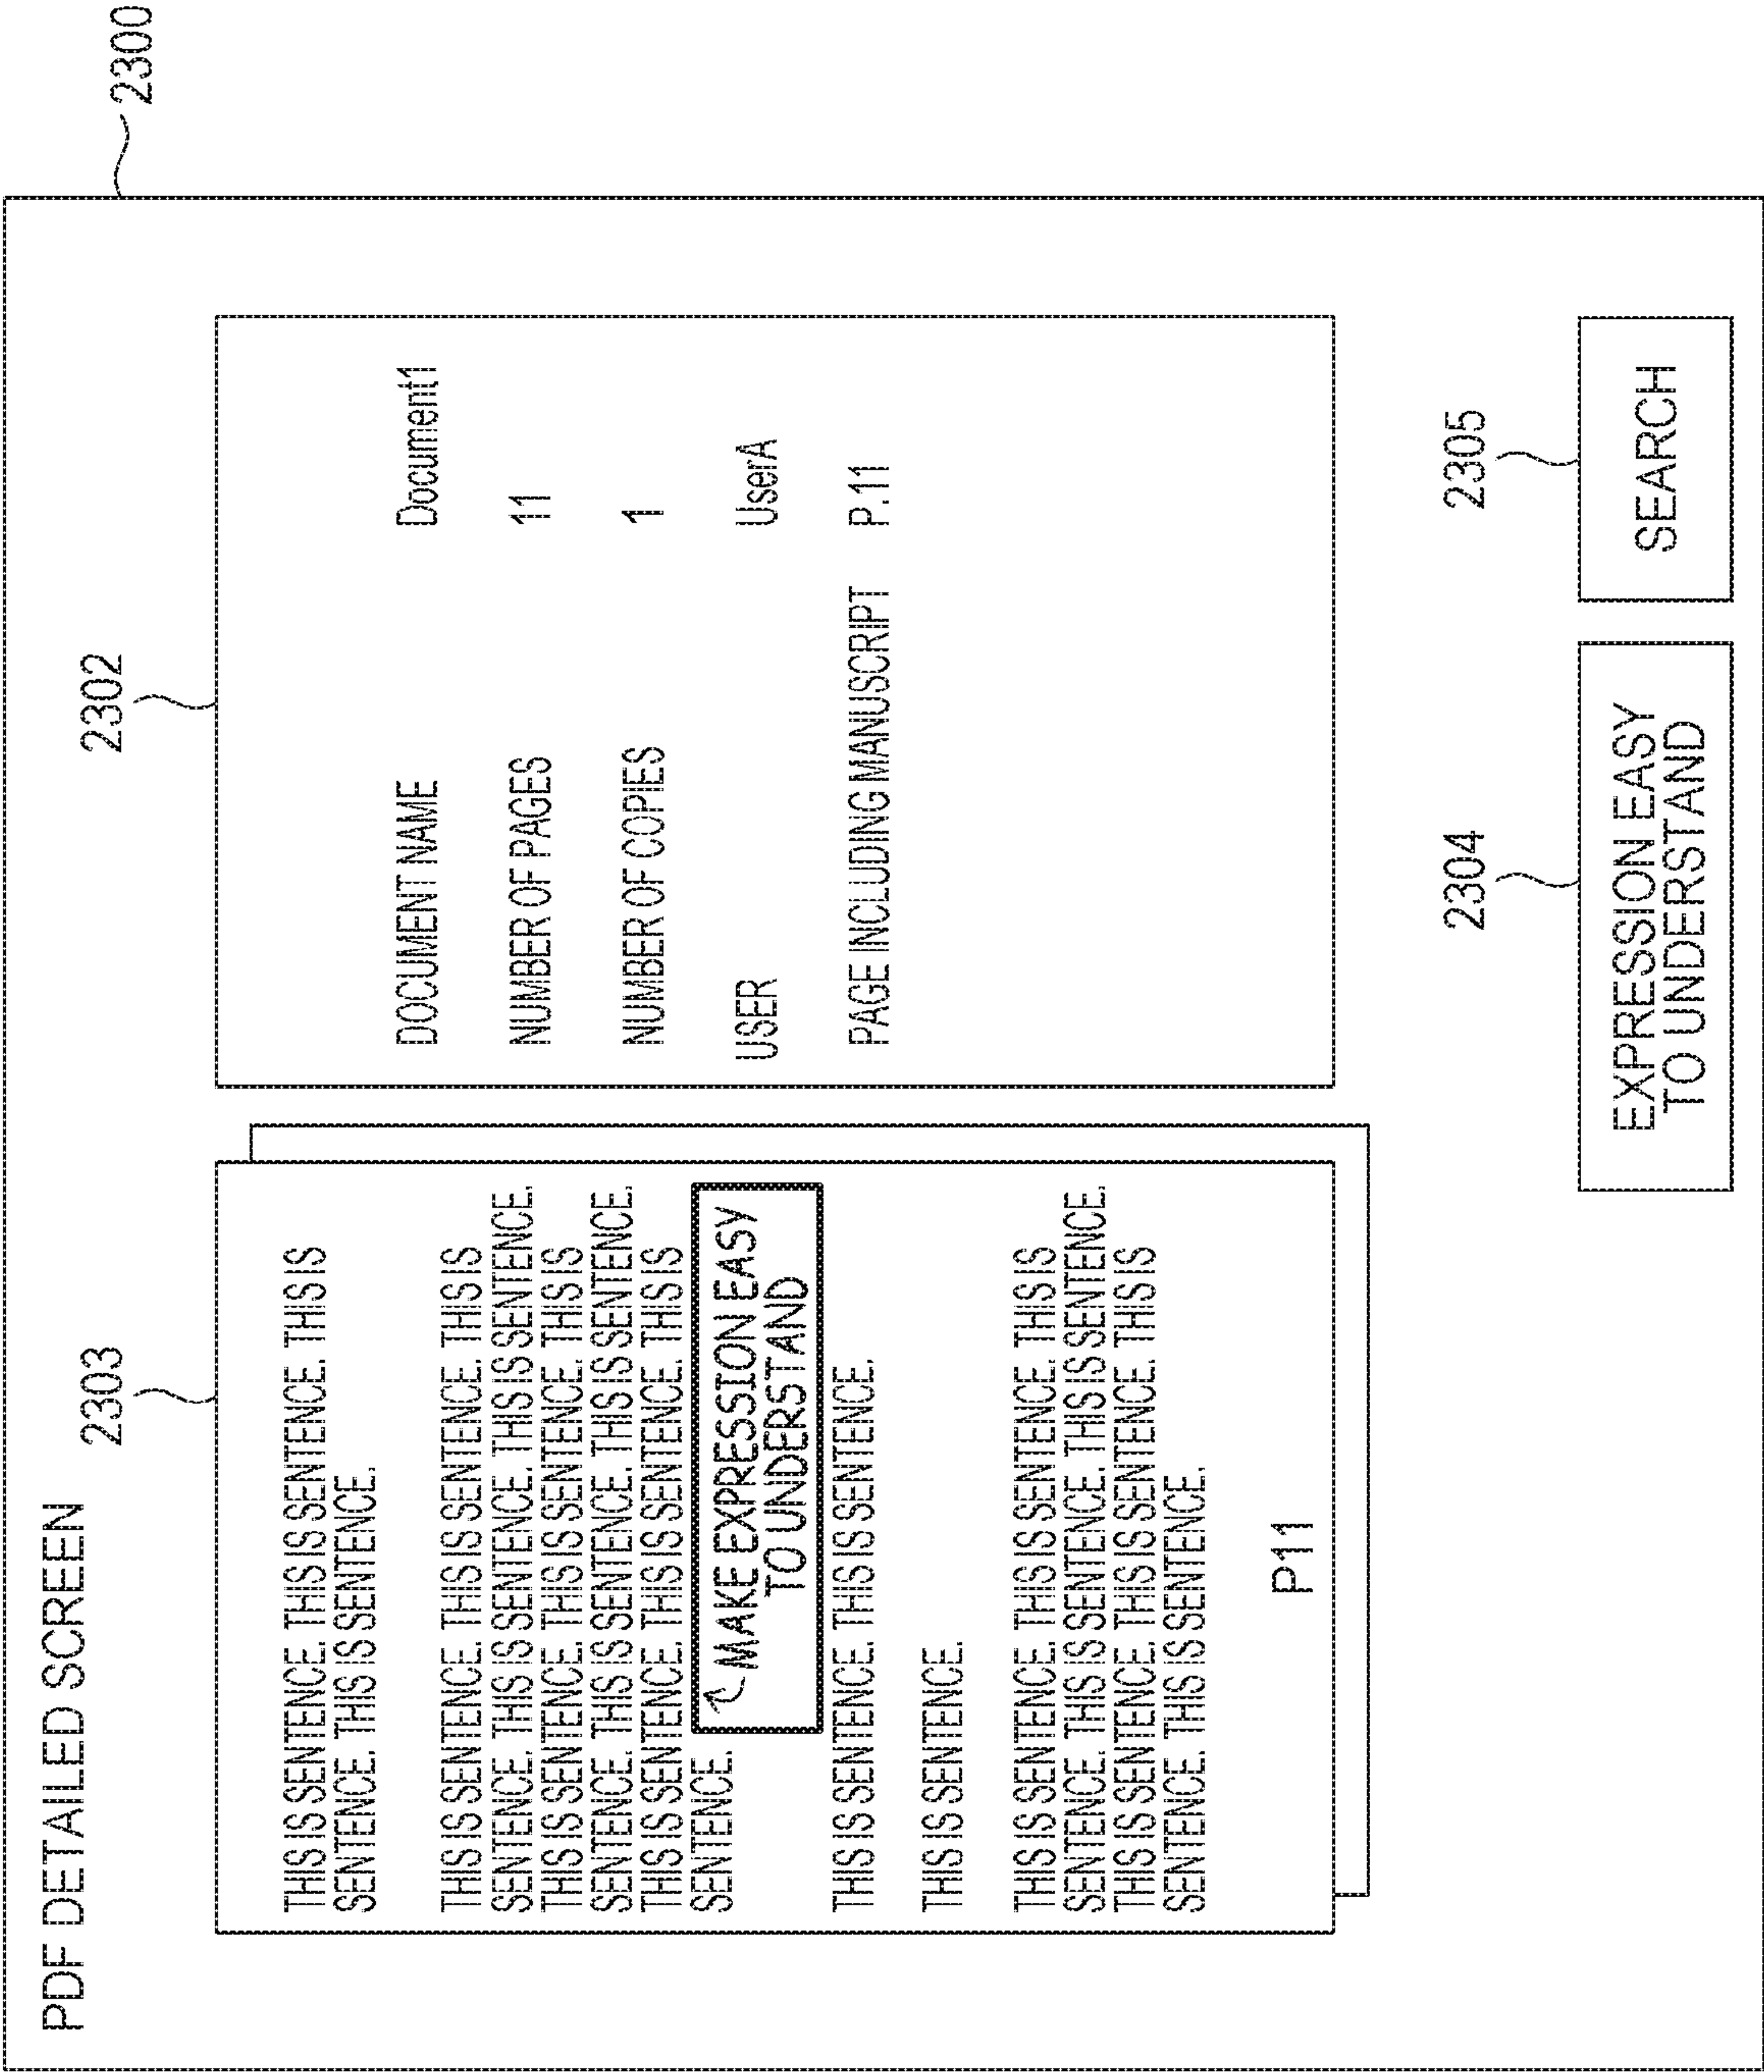 2300
PDF DETAILED SCREEN
2303
THIS IS SENTENCE. THIS IS SENTENCE. THIS IS
SENTENCE. THIS IS SENTENCE.
THIS IS SENTENCE. THIS IS SENTENCE. THIS IS
SENTENCE. THIS IS SENTENCE. THIS IS SENTENCE.
THIS IS SENTENCE. THIS IS SENTENCE. THIS IS
SENTENCE. THIS IS SENTENCE. THIS IS SENTENCE.
THIS IS SENTENCE. THIS IS SENTENCE. THIS IS
SENTENCE.
MAKE EXPRESSION EASY
TO UNDERSTAND
THIS IS SENTENCE. THIS IS SENTENCE.
THIS IS SENTENCE.
THIS IS SENTENCE. THIS IS SENTENCE. THIS IS
SENTENCE. THIS IS SENTENCE. THIS IS SENTENCE.
THIS IS SENTENCE. THIS IS SENTENCE. THIS IS
SENTENCE. THIS IS SENTENCE.
P11
2302
DOCUMENT NAME Document1
NUMBER OF PAGES 11
NUMBER OF COPIES 1
USER UserA
PAGE INCLUDING MANUSCRIPT P.11
2304
EXPRESSION EASY
TO UNDERSTAND
2305
SEARCH